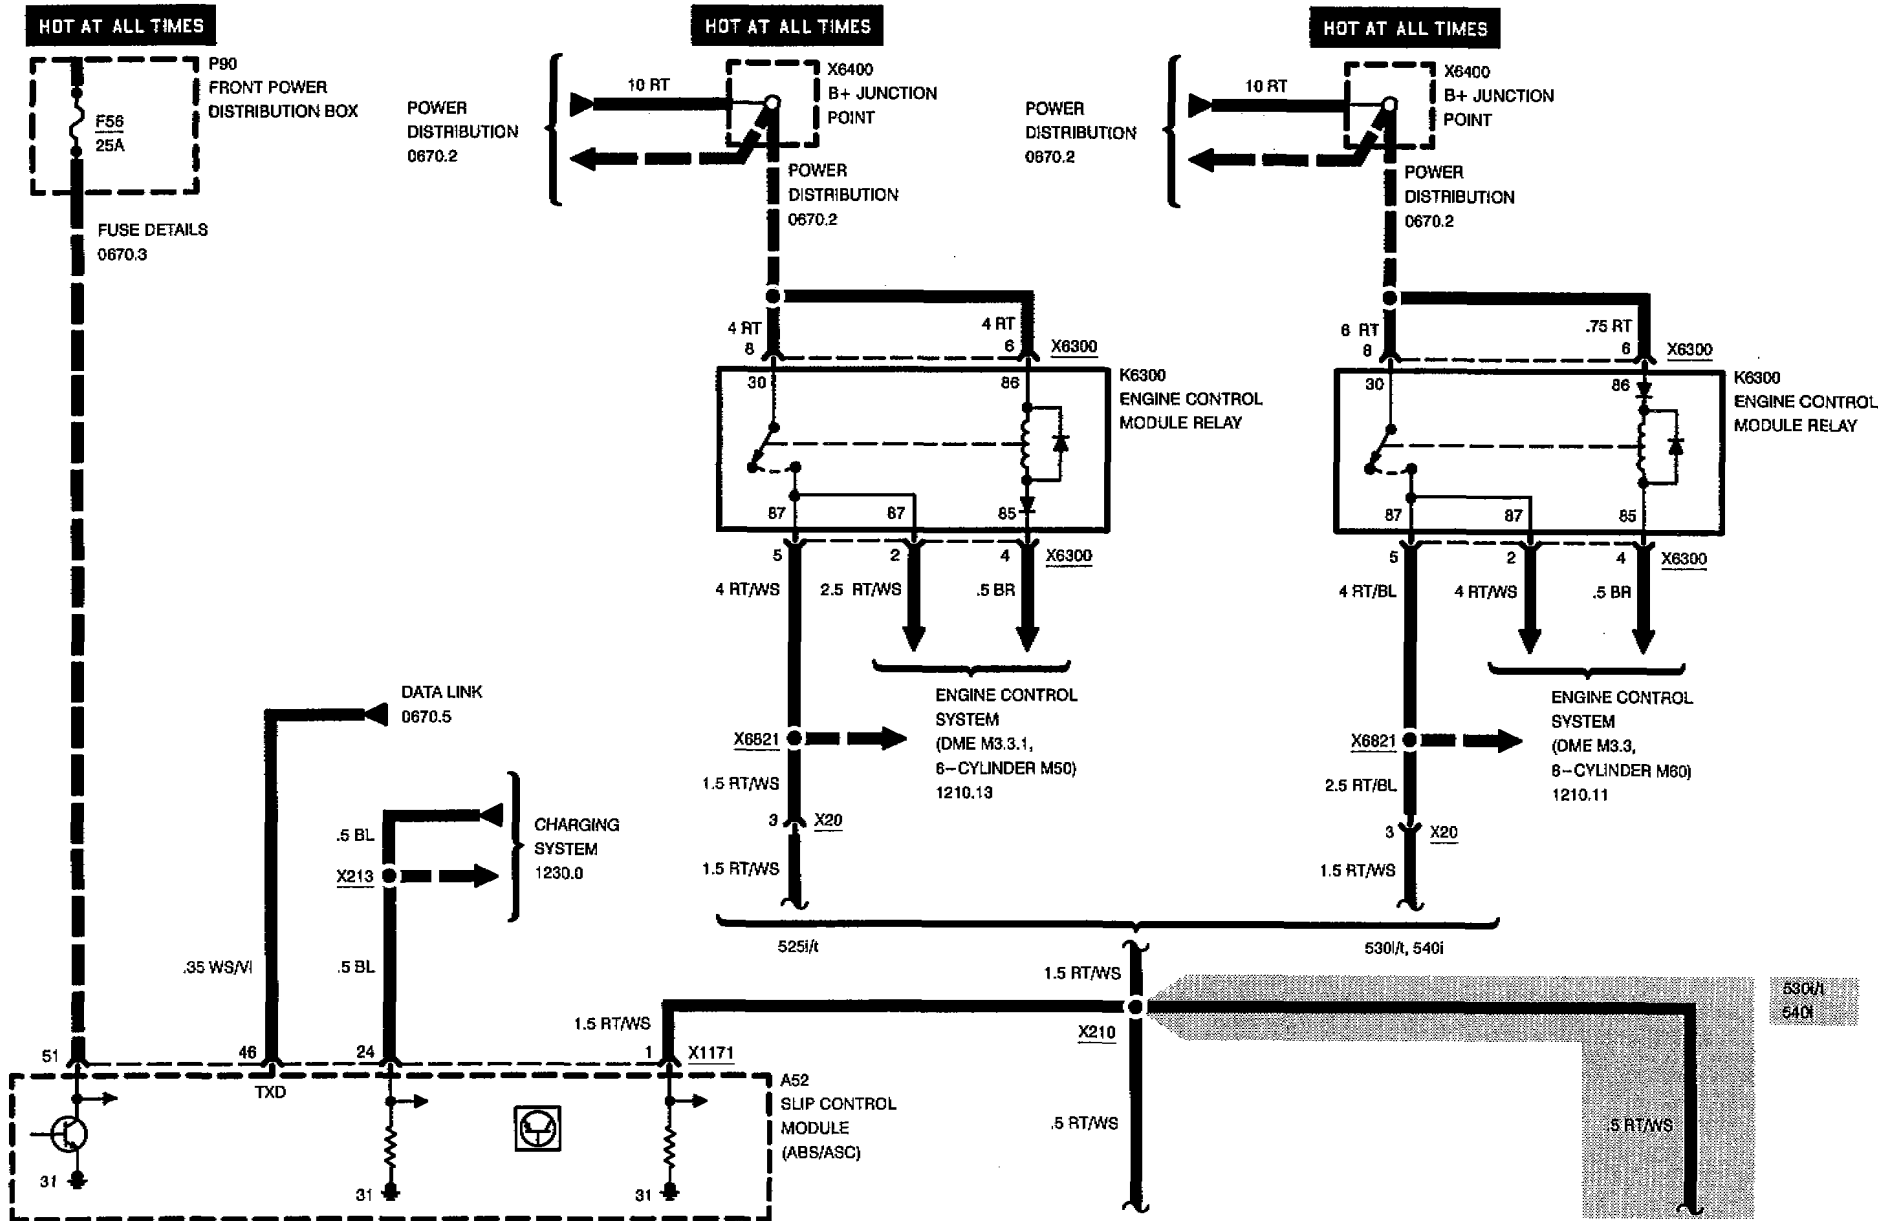 HOT AT ALL TIMES
HOT AT ALL TIMES
HOT AT ALL TIMES
P90
FRONT POWER
DISTRIBUTION BOX
F56
25A
FUSE DETAILS
0670.3
POWER
DISTRIBUTION
0670.2
10 RT
X6400
B+ JUNCTION
POINT
POWER
DISTRIBUTION
0670.2
POWER
DISTRIBUTION
0670.2
10 RT
X6400
B+ JUNCTION
POINT
POWER
DISTRIBUTION
0670.2
4 RT
8
4 RT
6
X6300
30
86
K6300
ENGINE CONTROL
MODULE RELAY
87
87
85
5
2
4
X6300
4 RT/WS
2.5 RT/WS
.5 BR
ENGINE CONTROL
SYSTEM
(DME M3.3.1,
6-CYLINDER M50)
1210.13
X6821
1.5 RT/WS
3
X20
1.5 RT/WS
525i/t
6 RT
8
.75 RT
6
X6300
30
86
K6300
ENGINE CONTROL
MODULE RELAY
87
87
85
5
2
4
X6300
4 RT/BL
4 RT/WS
.5 BR
ENGINE CONTROL
SYSTEM
(DME M3.3,
8-CYLINDER M60)
1210.11
X6821
2.5 RT/BL
3
X20
1.5 RT/WS
530i/t, 540i
DATA LINK
0670.5
.5 BL
X213
CHARGING
SYSTEM
1230.0
.35 WS/VI
.5 BL
1.5 RT/WS
1.5 RT/WS
X210
530i/t
540i
51
46
24
1
X1171
TXD
A52
SLIP CONTROL
MODULE
(ABS/ASC)
31
31
31
.5 RT/WS
.5 RT/WS